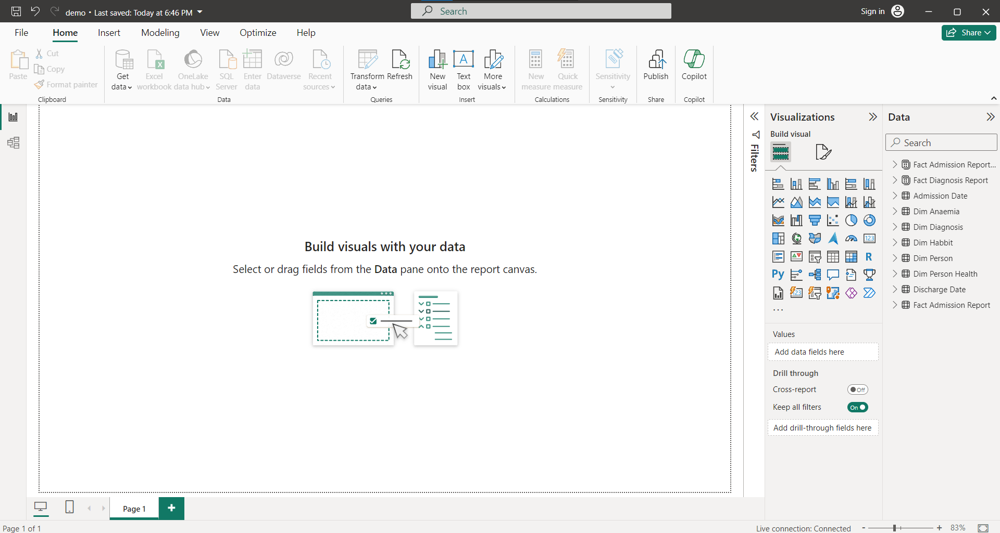 demo • Last saved: Today at 6:46 PM
Search
Sign in
File
Home
Insert
Modeling
View
Optimize
Help
Share
Paste
Cut
Copy
Format painter
Clipboard
Get data
Excel workbook
OneLake data hub
SQL Server
Enter data
Dataverse
Recent sources
Data
Transform data
Refresh
Queries
New visual
A
Text box
More visuals
Insert
New measure
Quick measure
Calculations
Sensitivity
Sensitivity
Publish
Share
Copilot
Copilot
Build visuals with your data
Select or drag fields from the Data pane onto the report canvas.
Filters
Visualizations
Build visual
123
R
Py
123
...
Values
Add data fields here
Drill through
Cross-report
Off
Keep all filters
On
Add drill-through fields here
Data
Search
Fact Admission Report...
Fact Diagnosis Report
Admission Date
Dim Anaemia
Dim Diagnosis
Dim Habbit
Dim Person
Dim Person Health
Discharge Date
Fact Admission Report
Page 1
+
Page 1 of 1
Live connection: Connected
- + 83%